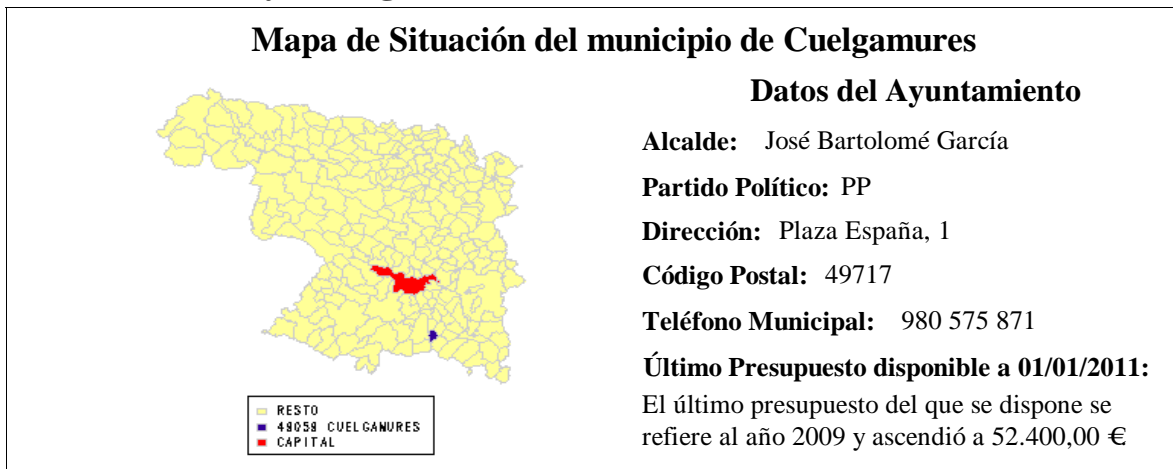 Mapa de Situación del municipio de Cuelgamures
Datos del Ayuntamiento
Alcalde: José Bartolomé García
Partido Político: PP
Dirección: Plaza España, 1
Código Postal: 49717
Teléfono Municipal: 980 575 871
Último Presupuesto disponible a 01/01/2011:
El último presupuesto del que se dispone se
refiere al año 2009 y ascendió a 52.400,00 €
RESTO
49059 CUELGAMURES
CAPITAL